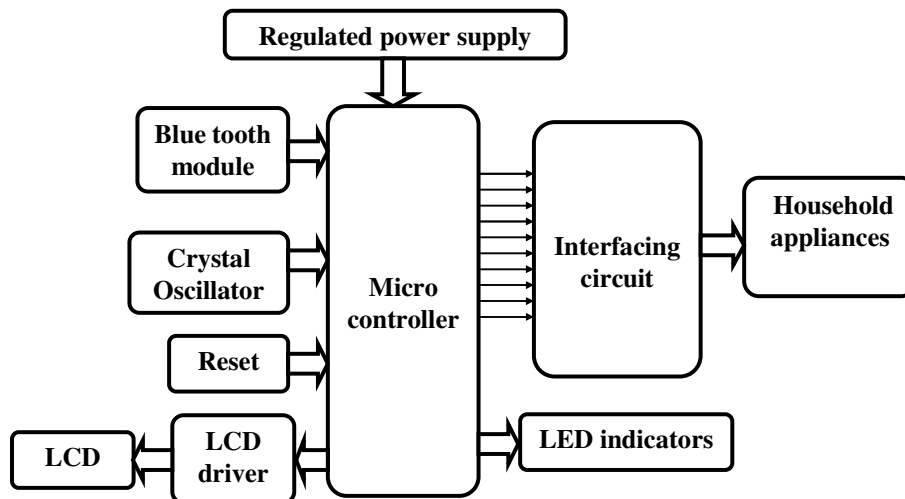 Regulated power supply
Blue tooth
module
Crystal
Oscillator
Reset
LCD
LCD
driver
Micro
controller
Interfacing
circuit
Household
appliances
LED indicators